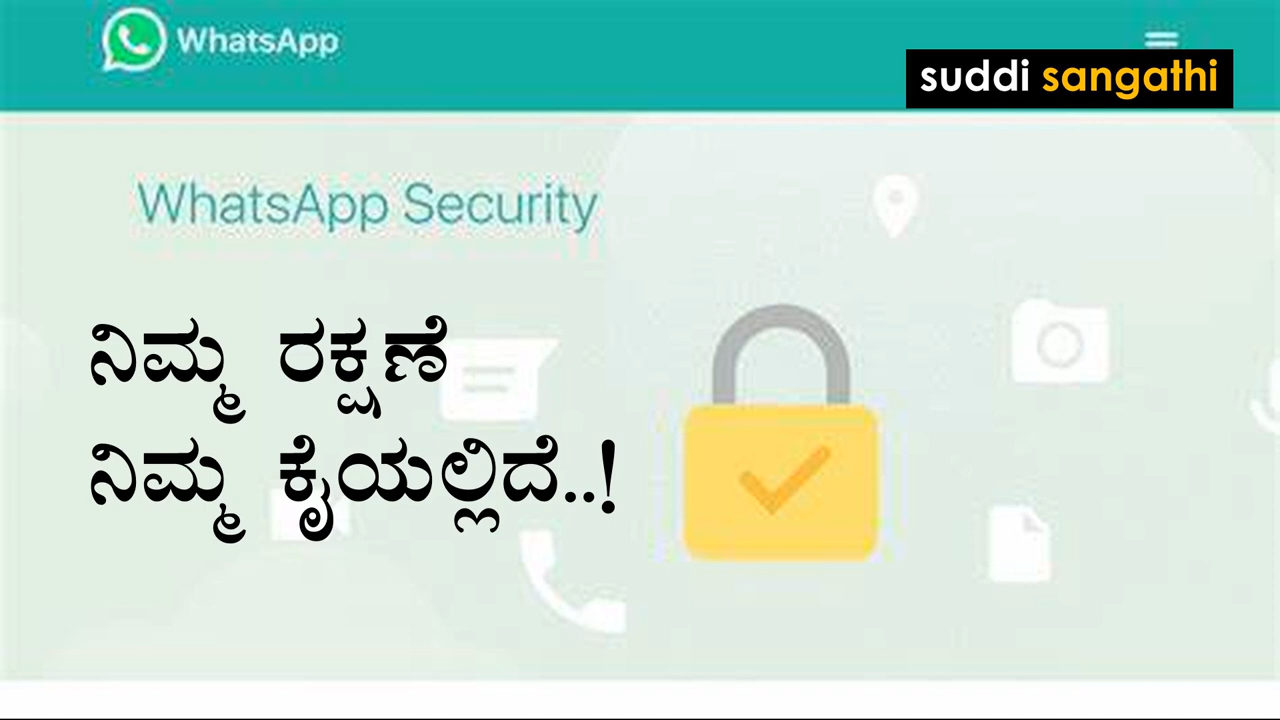 WhatsApp
suddi sangathi
WhatsApp Security
ನಿಮ್ಮ ರಕ್ಷಣೆ
ನಿಮ್ಮ ಕೈಯಲ್ಲಿದೆ..!